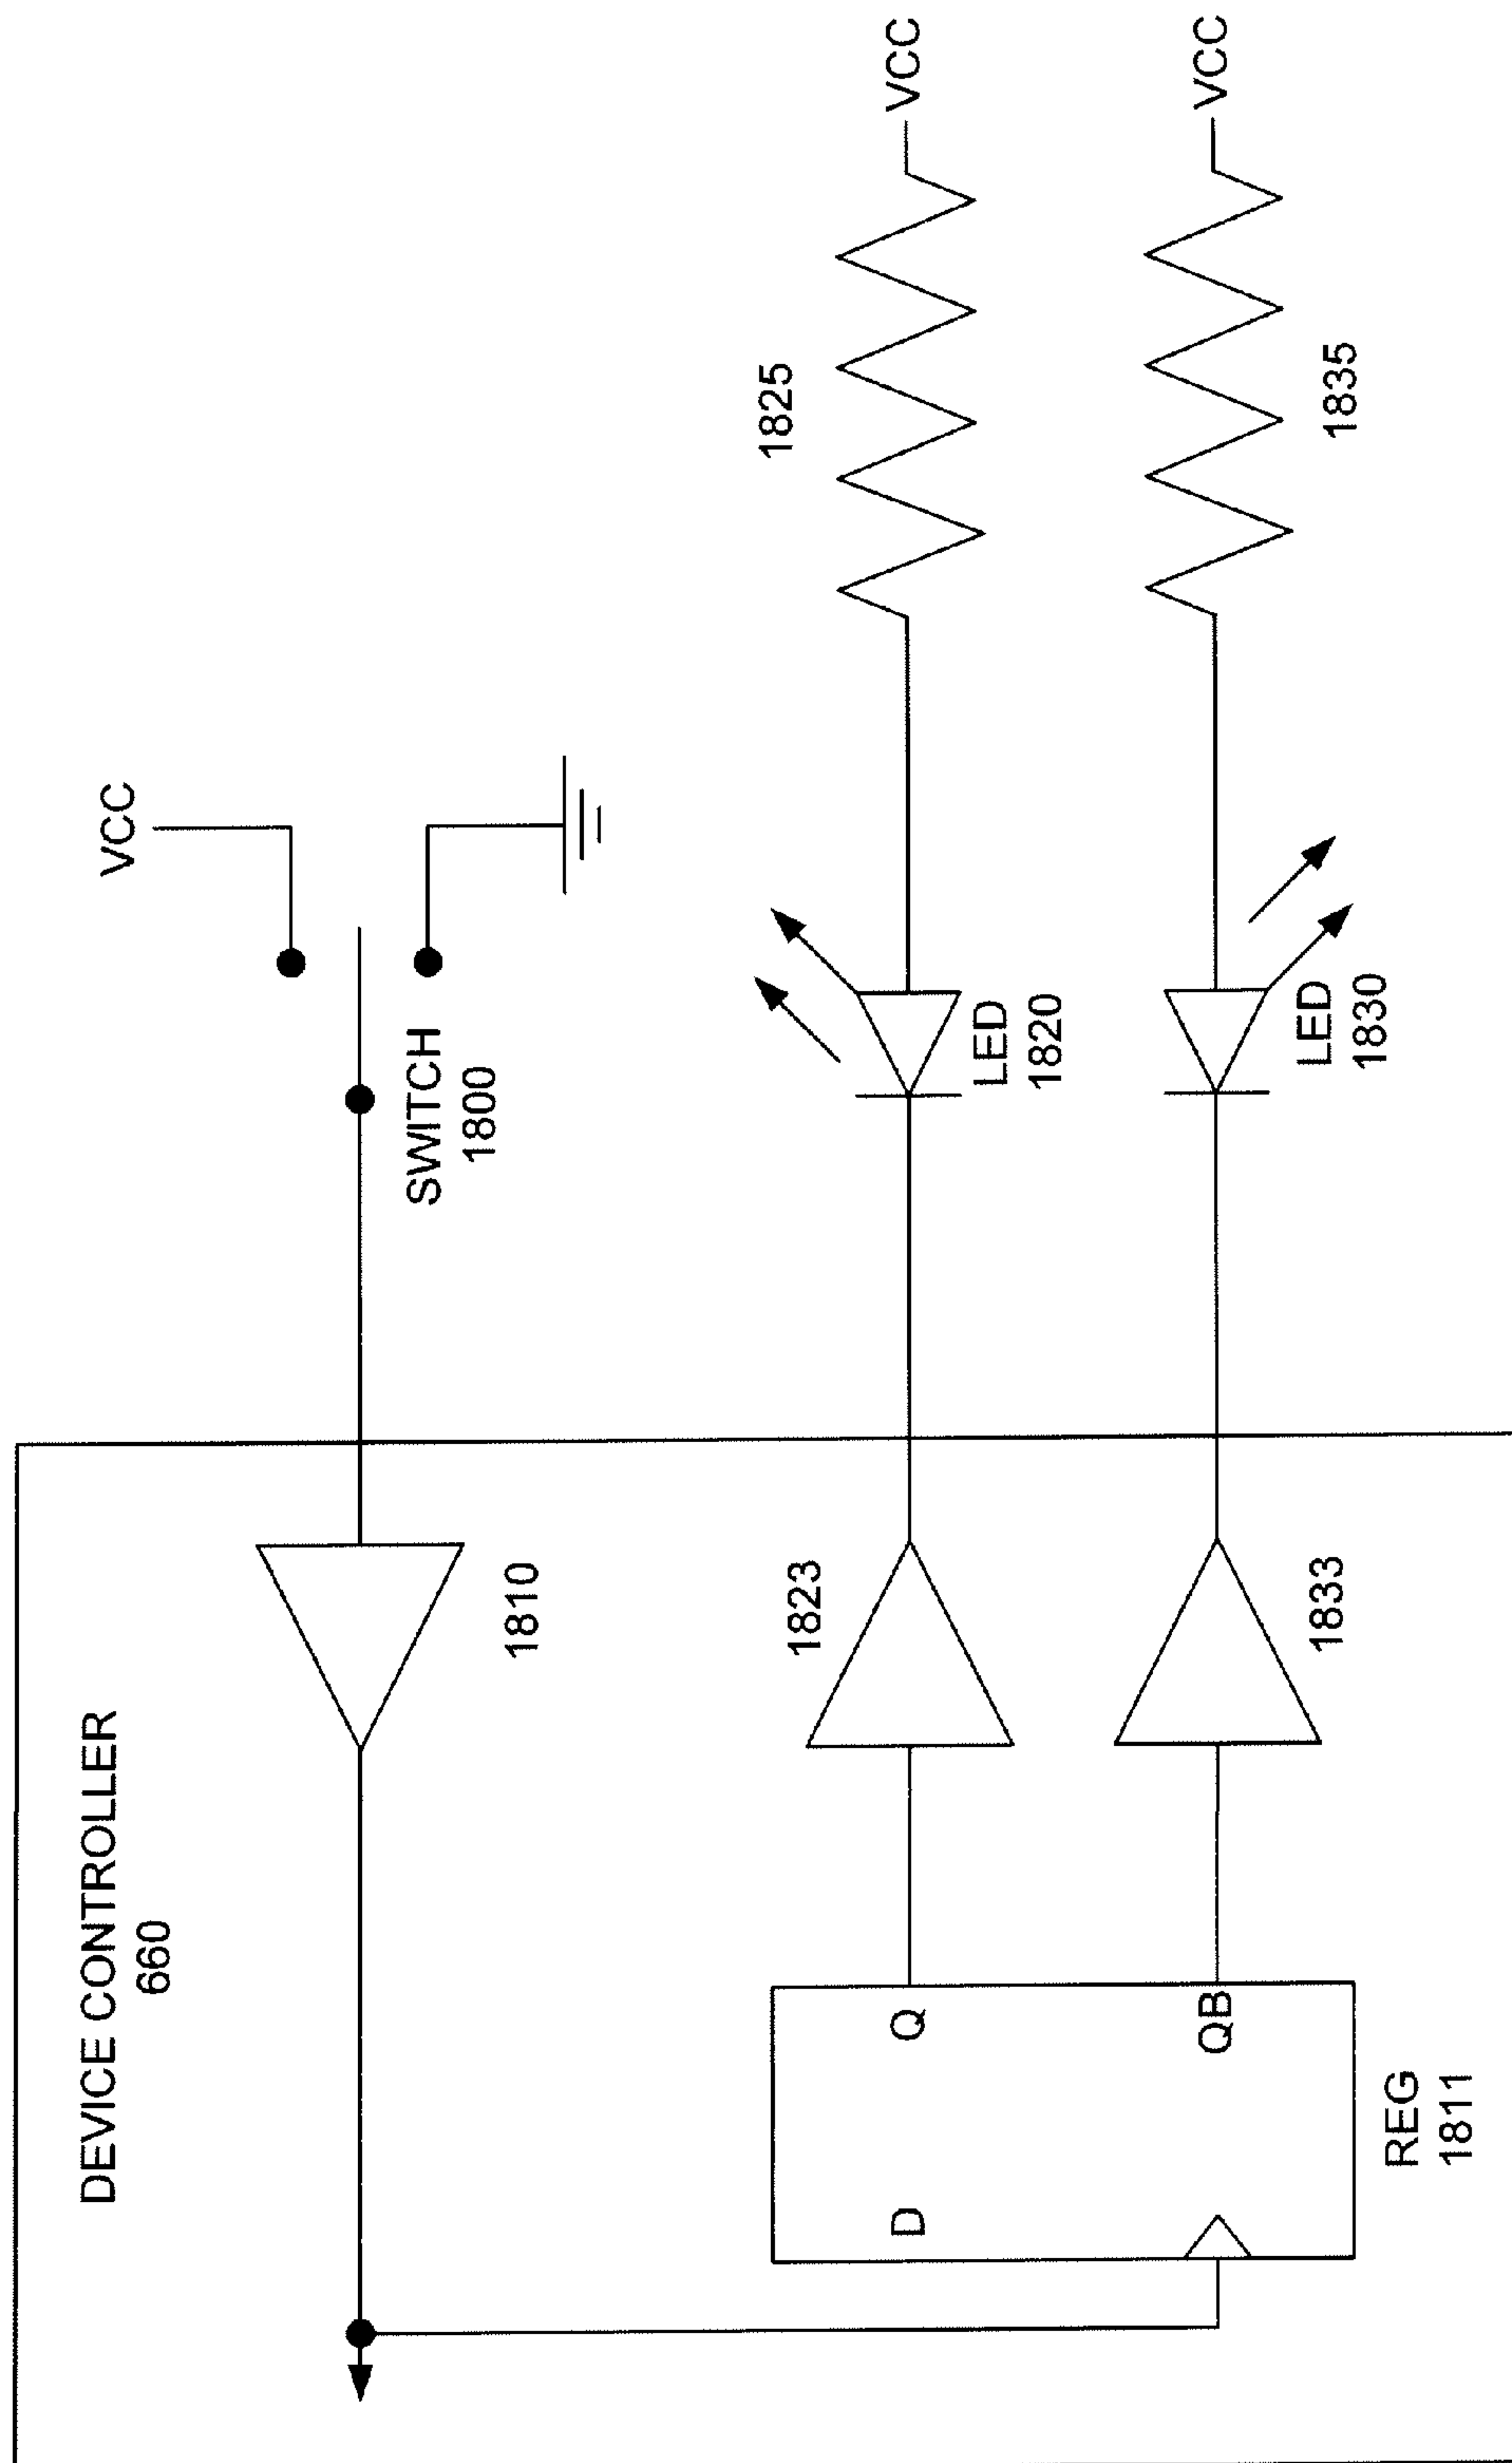 DEVICE CONTROLLER
660
VCC
SWITCH
1800
1810
1823
1825
VCC
D
Q
LED
1820
1833
QB
LED
1830
1835
VCC
REG
1811